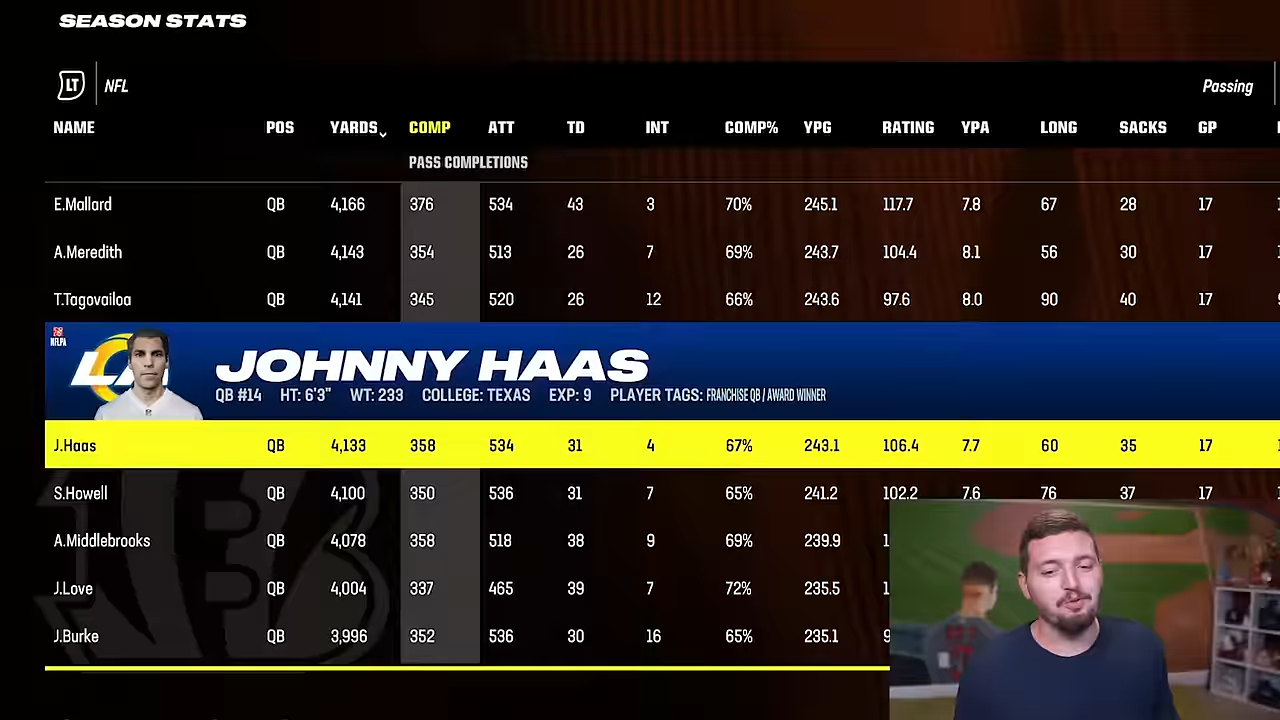 SEASON STATS
LT NFL Passing
NAME POS YARDS COMP ATT TD INT COMP% YPG RATING YPA LONG SACKS GP
PASS COMPLETIONS
E.Mallard QB 4,166 376 534 43 3 70% 245.1 117.7 7.8 67 28 17
A.Meredith QB 4,143 354 513 26 7 69% 243.7 104.4 8.1 56 30 17
T.Tagovailoa QB 4,141 345 520 26 12 66% 243.6 97.6 8.0 90 40 17
NFLPA
LA
JOHNNY HAAS
QB #14 HT: 6'3" WT: 233 COLLEGE: TEXAS EXP: 9 PLAYER TAGS: FRANCHISE QB / AWARD WINNER
J.Haas QB 4,133 358 534 31 4 67% 243.1 106.4 7.7 60 35 17
S.Howell QB 4,100 350 536 31 7 65% 241.2 102.2 7.6 76 37 17
A.Middlebrooks QB 4,078 358 518 38 9 69% 239.9
J.Love QB 4,004 337 465 39 7 72% 235.5
J.Burke QB 3,996 352 536 30 16 65% 235.1